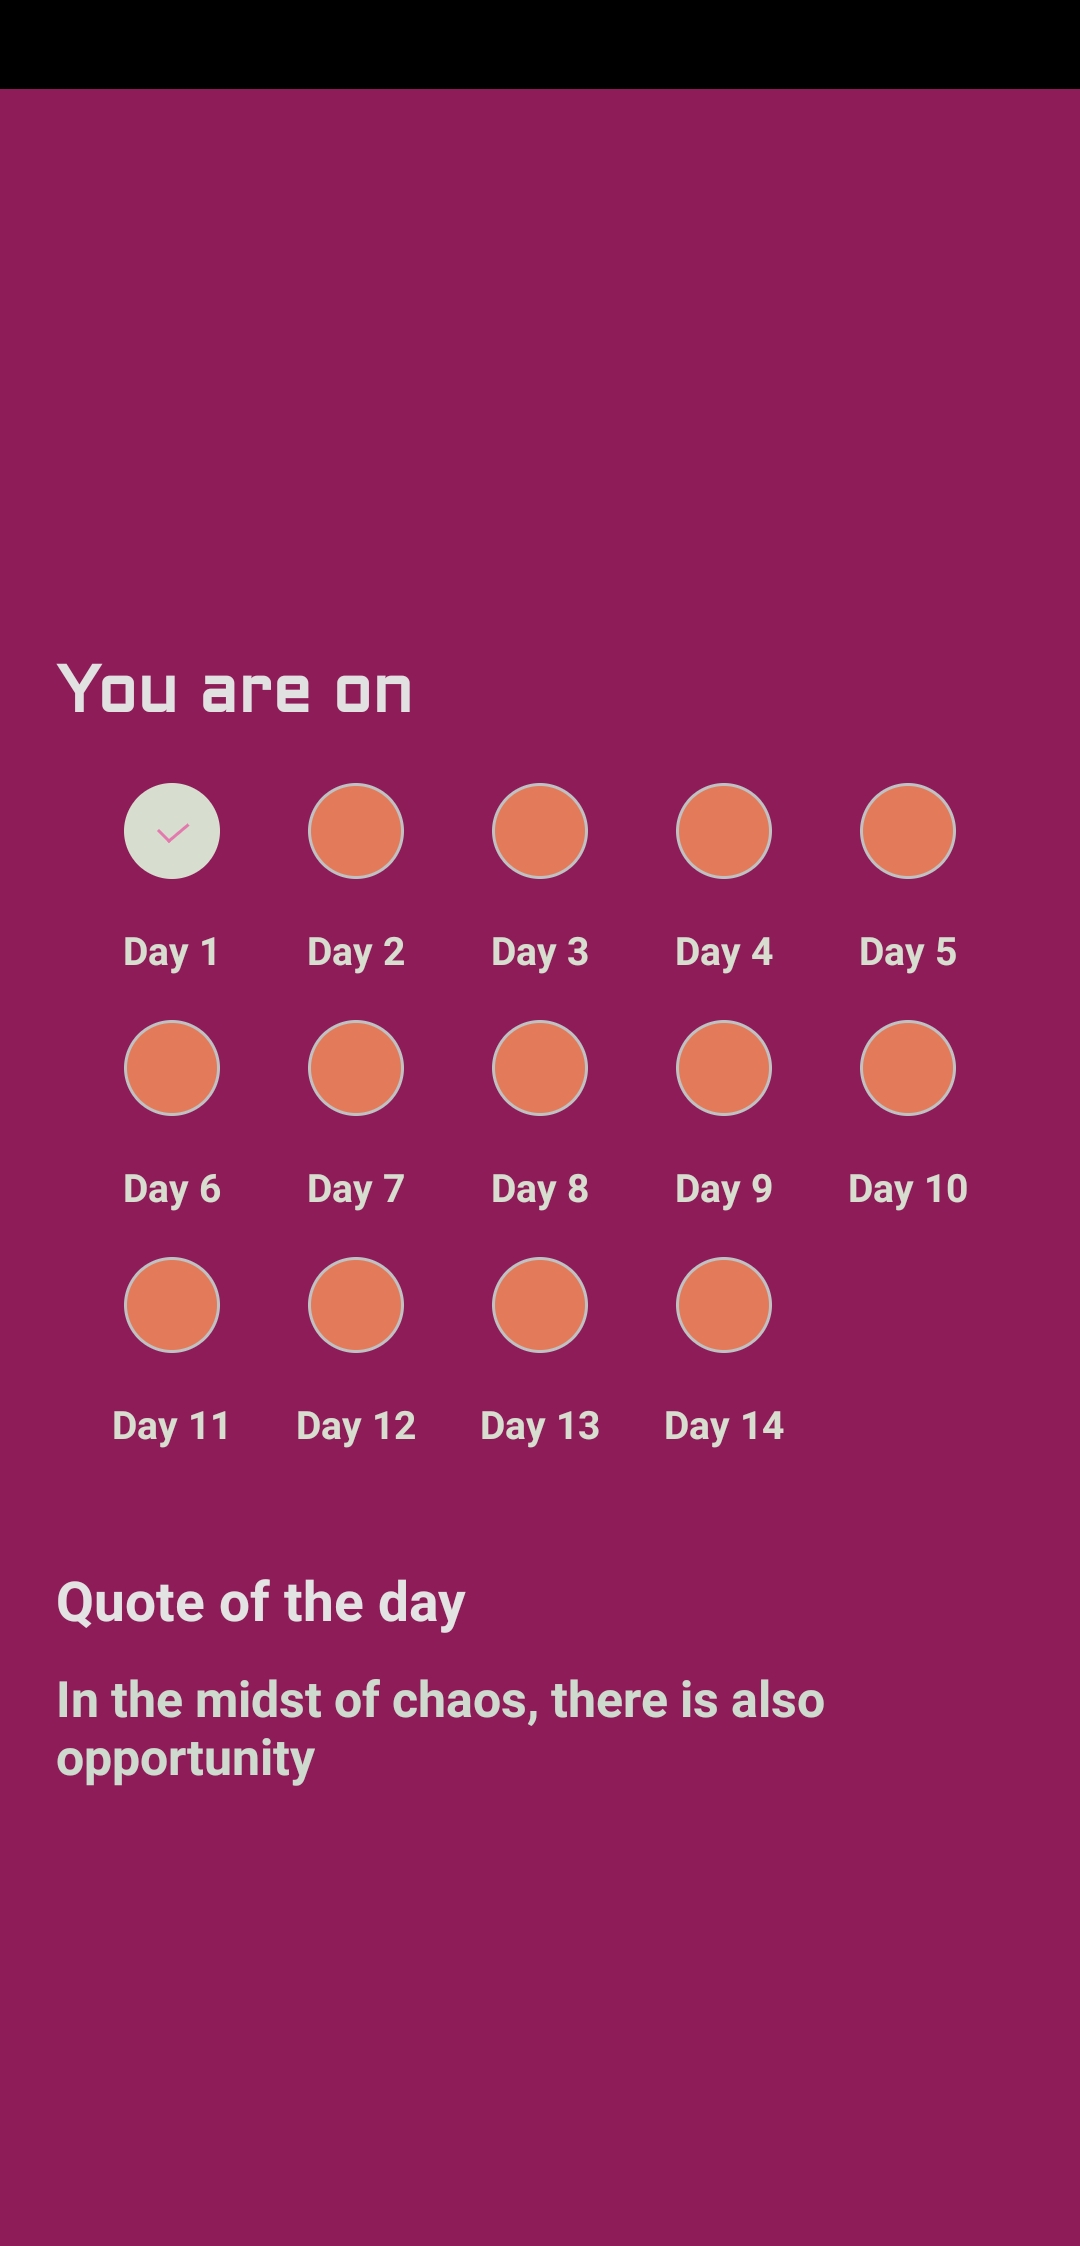 You are on
Day 1 Day 2 Day 3 Day 4 Day 5
Day 6 Day 7 Day 8 Day 9 Day 10
Day 11 Day 12 Day 13 Day 14
Quote of the day
In the midst of chaos, there is also
opportunity